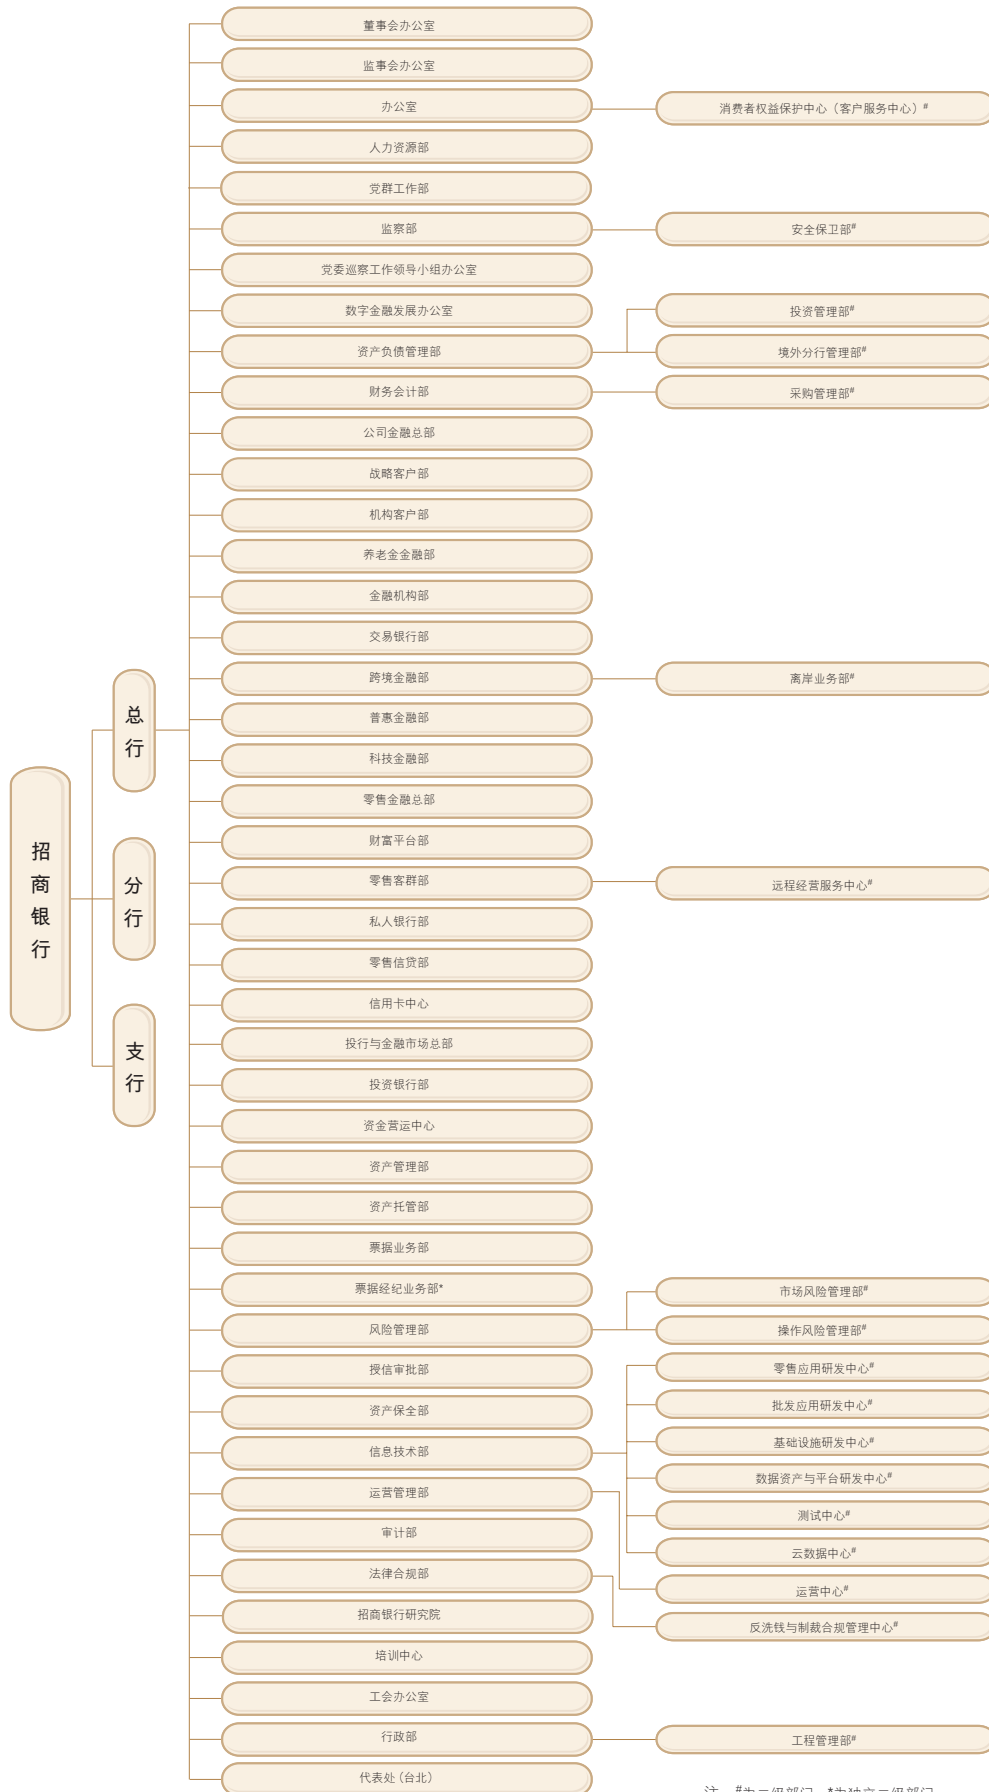 招商银行
总行
分行
支行
董事会办公室
监事会办公室
办公室
消费者权益保护中心（客户服务中心）#
人力资源部
党群工作部
监察部
安全保卫部#
党委巡察工作领导小组办公室
数字金融发展办公室
资产负债管理部
投资管理部#
境外分行管理部#
财务会计部
采购管理部#
公司金融总部
战略客户部
机构客户部
养老金金融部
金融机构部
交易银行部
跨境金融部
离岸业务部#
普惠金融部
科技金融部
零售金融总部
财富平台部
零售客群部
远程经营服务中心#
私人银行部
零售信贷部
信用卡中心
投行与金融市场总部
投资银行部
资金营运中心
资产管理部
资产托管部
票据业务部
票据经纪业务部*
风险管理部
市场风险管理部#
操作风险管理部#
授信审批部
资产保全部
信息技术部
零售应用研发中心#
批发应用研发中心#
基础设施研发中心#
数据资产与平台研发中心#
测试中心#
云数据中心#
运营管理部
运营中心#
审计部
法律合规部
反洗钱与制裁合规管理中心#
招商银行研究院
培训中心
工会办公室
行政部
工程管理部#
代表处（台北）